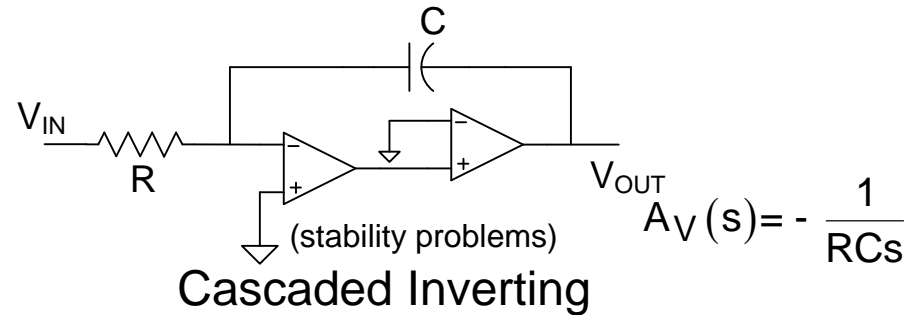 C
V_IN
R
−
+
−
+
V_OUT
A_V(s)= - 1/RCs
(stability problems)
Cascaded Inverting